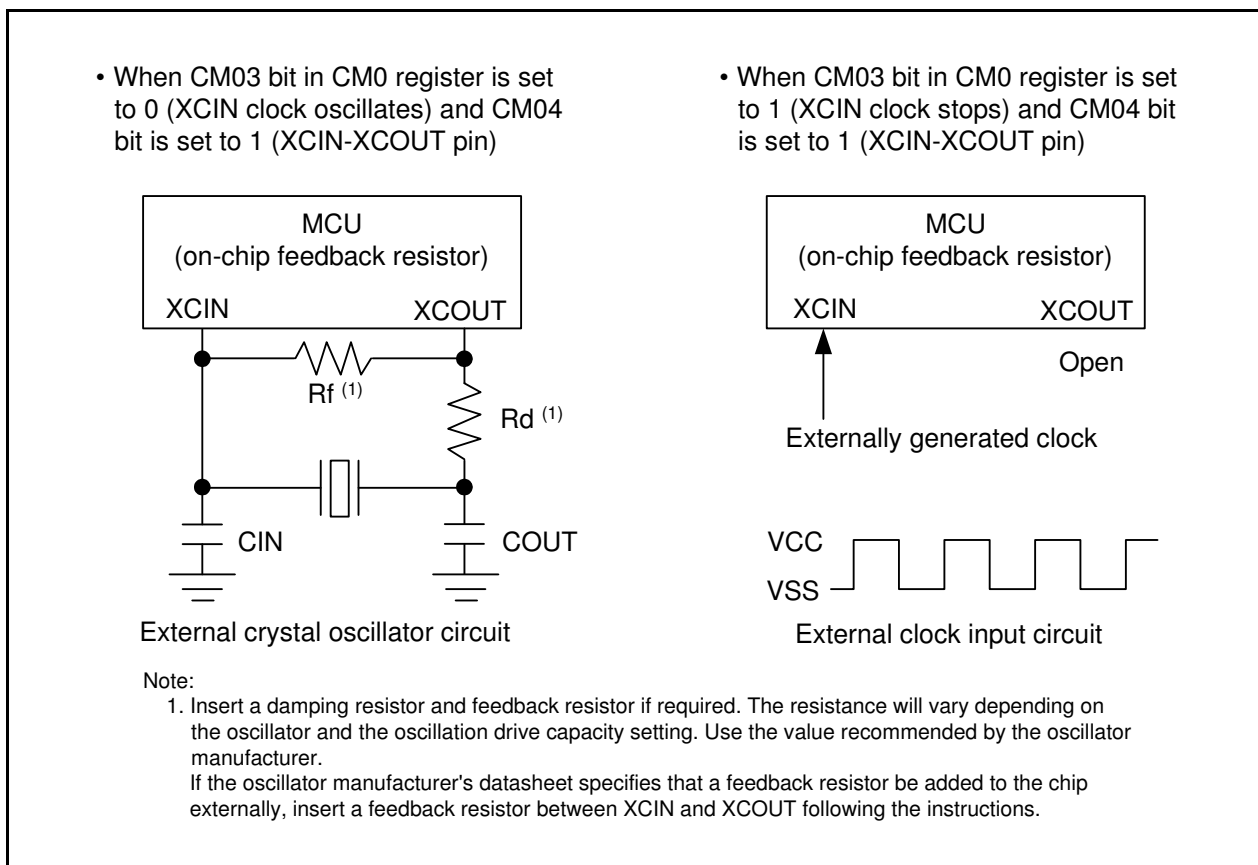 • When CM03 bit in CM0 register is set
to 0 (XCIN clock oscillates) and CM04
bit is set to 1 (XCIN-XCOUT pin)
MCU
(on-chip feedback resistor)
XCIN
XCOUT
Rf (1)
Rd (1)
CIN
COUT
External crystal oscillator circuit
• When CM03 bit in CM0 register is set
to 1 (XCIN clock stops) and CM04 bit
is set to 1 (XCIN-XCOUT pin)
MCU
(on-chip feedback resistor)
XCIN
XCOUT
Open
Externally generated clock
VCC
VSS
External clock input circuit
Note:
1. Insert a damping resistor and feedback resistor if required. The resistance will vary depending on
the oscillator and the oscillation drive capacity setting. Use the value recommended by the oscillator
manufacturer.
If the oscillator manufacturer's datasheet specifies that a feedback resistor be added to the chip
externally, insert a feedback resistor between XCIN and XCOUT following the instructions.